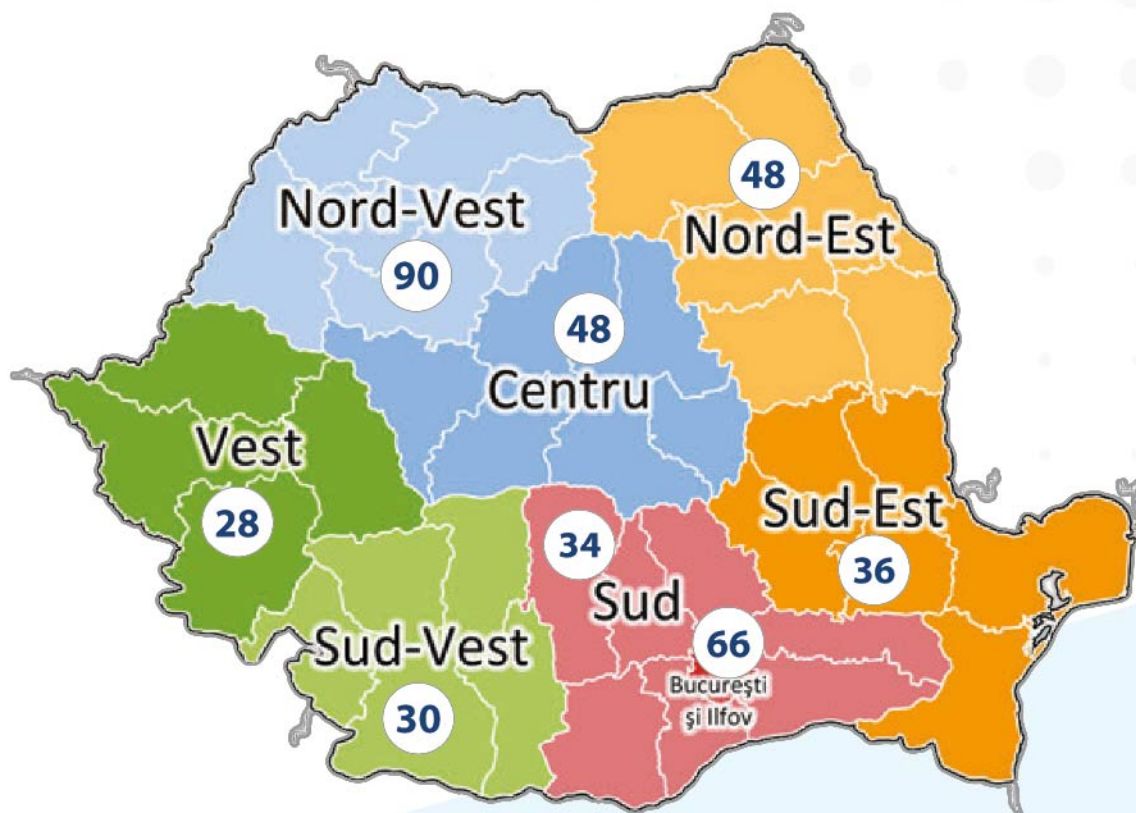 48
Nord-Vest
Nord-Est
90
48
Centru
Vest
Sud-Est
28
34
36
Sud
66
Sud-Vest
București
și Ilfov
30